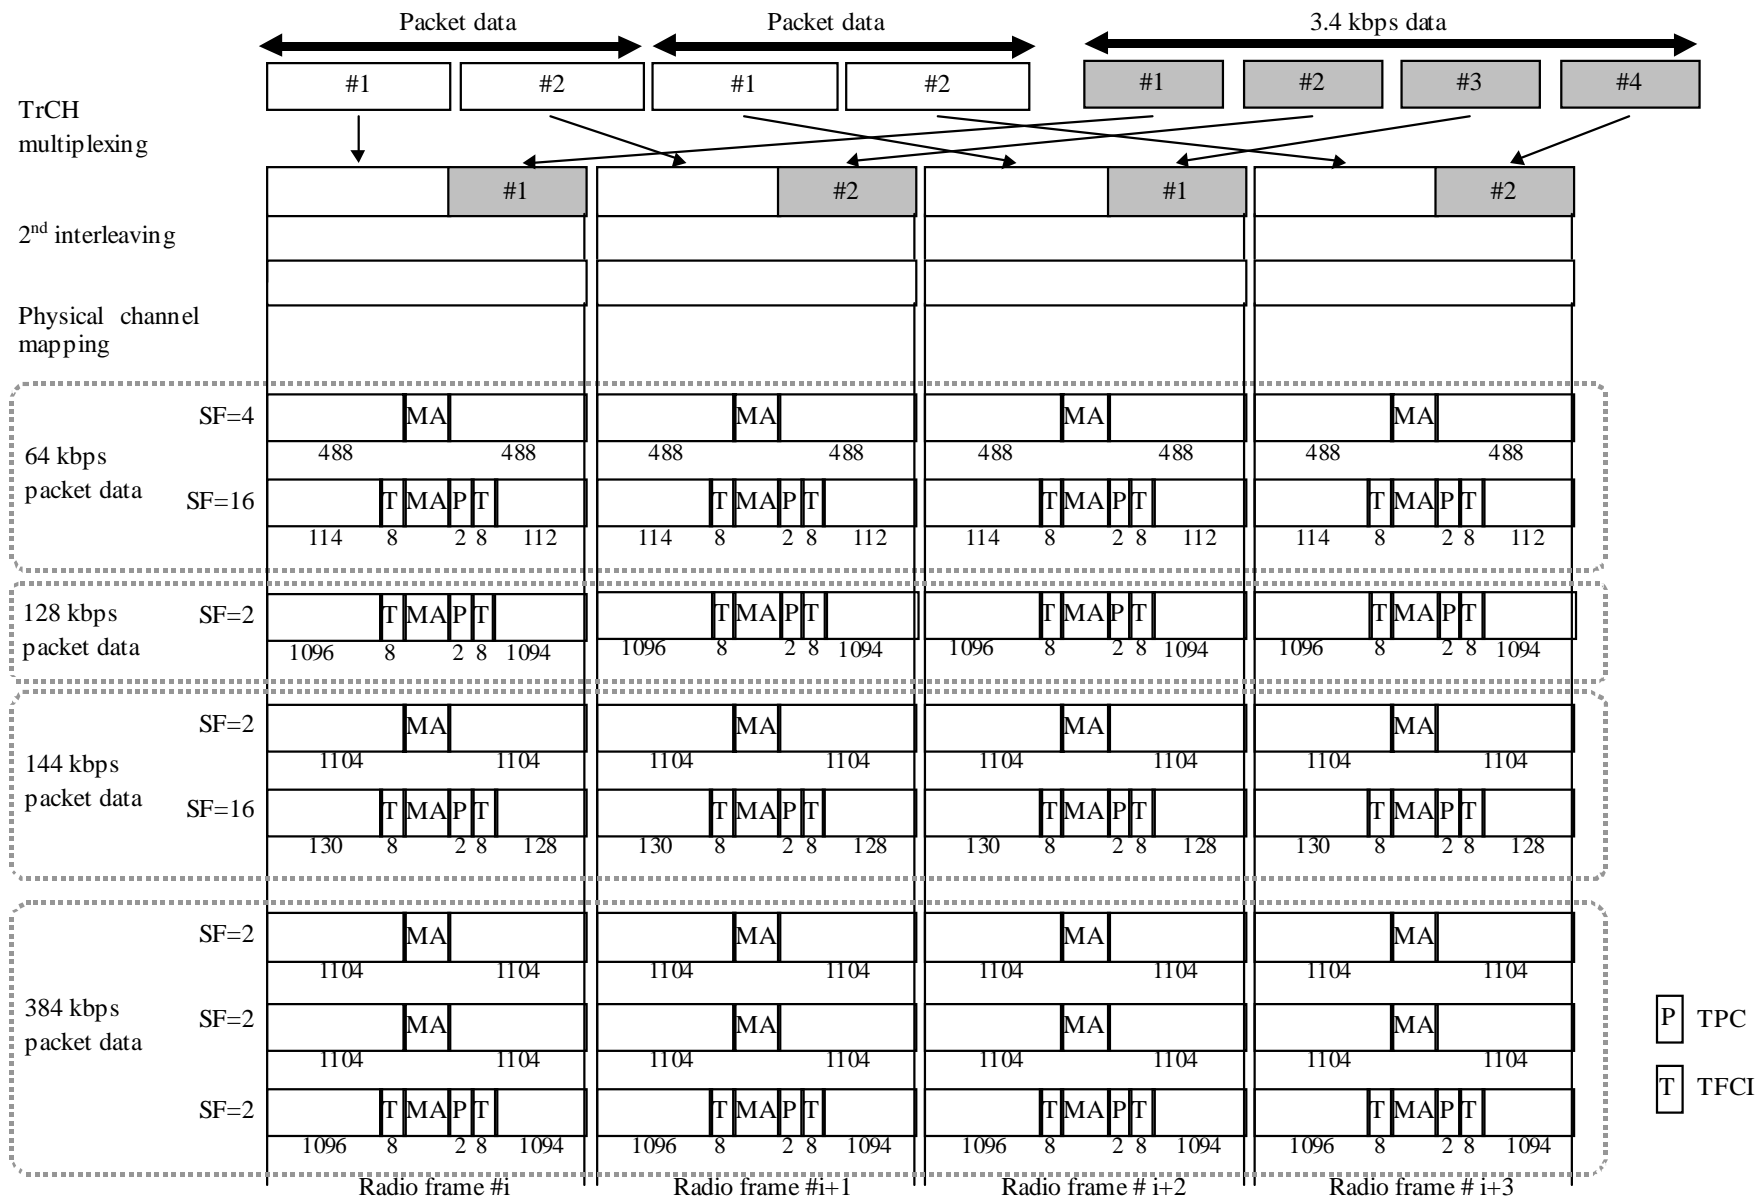 Packet data Packet data 3.4 kbps data
#1 #2 #1 #2 #1 #2 #3 #4
TrCH
multiplexing
#1 #2 #1 #2
2nd interleaving
Physical channel
mapping
SF=4 MA MA MA MA
488 488 488 488 488 488 488 488
64 kbps
packet data
SF=16 T MA P T T MA P T T MA P T T MA P T
114 8 2 8 112 114 8 2 8 112 114 8 2 8 112 114 8 2 8 112
128 kbps
packet data
SF=2 T MA P T T MA P T T MA P T T MA P T
1096 8 2 8 1094 1096 8 2 8 1094 1096 8 2 8 1094 1096 8 2 8 1094
SF=2 MA MA MA MA
1104 1104 1104 1104 1104 1104 1104 1104
144 kbps
packet data
SF=16 T MA P T T MA P T T MA P T T MA P T
130 8 2 8 128 130 8 2 8 128 130 8 2 8 128 130 8 2 8 128
SF=2 MA MA MA MA
1104 1104 1104 1104 1104 1104 1104 1104
384 kbps
packet data
SF=2 MA MA MA MA
1104 1104 1104 1104 1104 1104 1104 1104
SF=2 T MA P T T MA P T T MA P T T MA P T
1096 8 2 8 1094 1096 8 2 8 1094 1096 8 2 8 1094 1096 8 2 8 1094
P TPC
T TFCI
Radio frame #i Radio frame #i+1 Radio frame # i+2 Radio frame # i+3